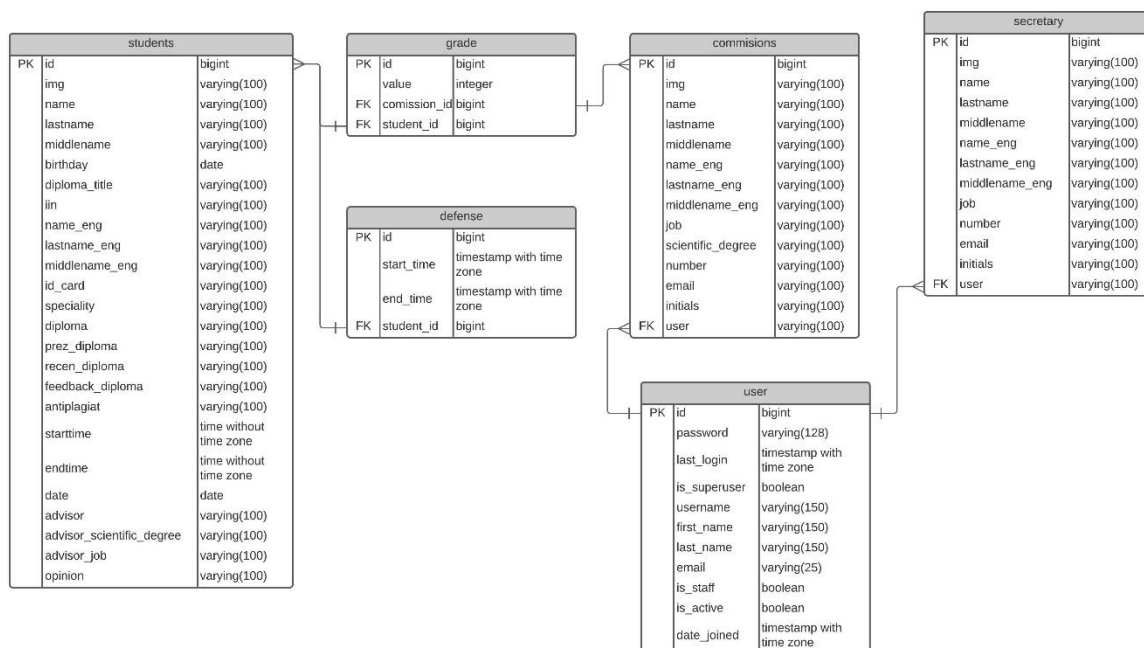 students
PK id bigint
img varying(100)
name varying(100)
lastname varying(100)
middlename varying(100)
birthday date
diploma_title varying(100)
iin varying(100)
name_eng varying(100)
lastname_eng varying(100)
middlename_eng varying(100)
id_card varying(100)
speciality varying(100)
diploma varying(100)
prez_diploma varying(100)
recen_diploma varying(100)
feedback_diploma varying(100)
antiplagiat varying(100)
starttime time without
time zone
endtime time without
time zone
date date
advisor varying(100)
advisor_scientific_degree varying(100)
advisor_job varying(100)
opinion varying(100)
grade
PK id bigint
value integer
FK comission_id bigint
FK student_id bigint
defense
PK id bigint
start_time timestamp with time
zone
end_time timestamp with time
zone
FK student_id bigint
commisions
PK id bigint
img varying(100)
name varying(100)
lastname varying(100)
middlename varying(100)
name_eng varying(100)
lastname_eng varying(100)
middlename_eng varying(100)
job varying(100)
scientific_degree varying(100)
number varying(100)
email varying(100)
initials varying(100)
FK user varying(100)
user
PK id bigint
password varying(128)
last_login timestamp with
time zone
is_superuser boolean
username varying(150)
first_name varying(150)
last_name varying(150)
email varying(25)
is_staff boolean
is_active boolean
date_joined timestamp with
time zone
secretary
PK id bigint
img varying(100)
name varying(100)
lastname varying(100)
middlename varying(100)
name_eng varying(100)
lastname_eng varying(100)
middlename_eng varying(100)
job varying(100)
number varying(100)
email varying(100)
initials varying(100)
FK user varying(100)